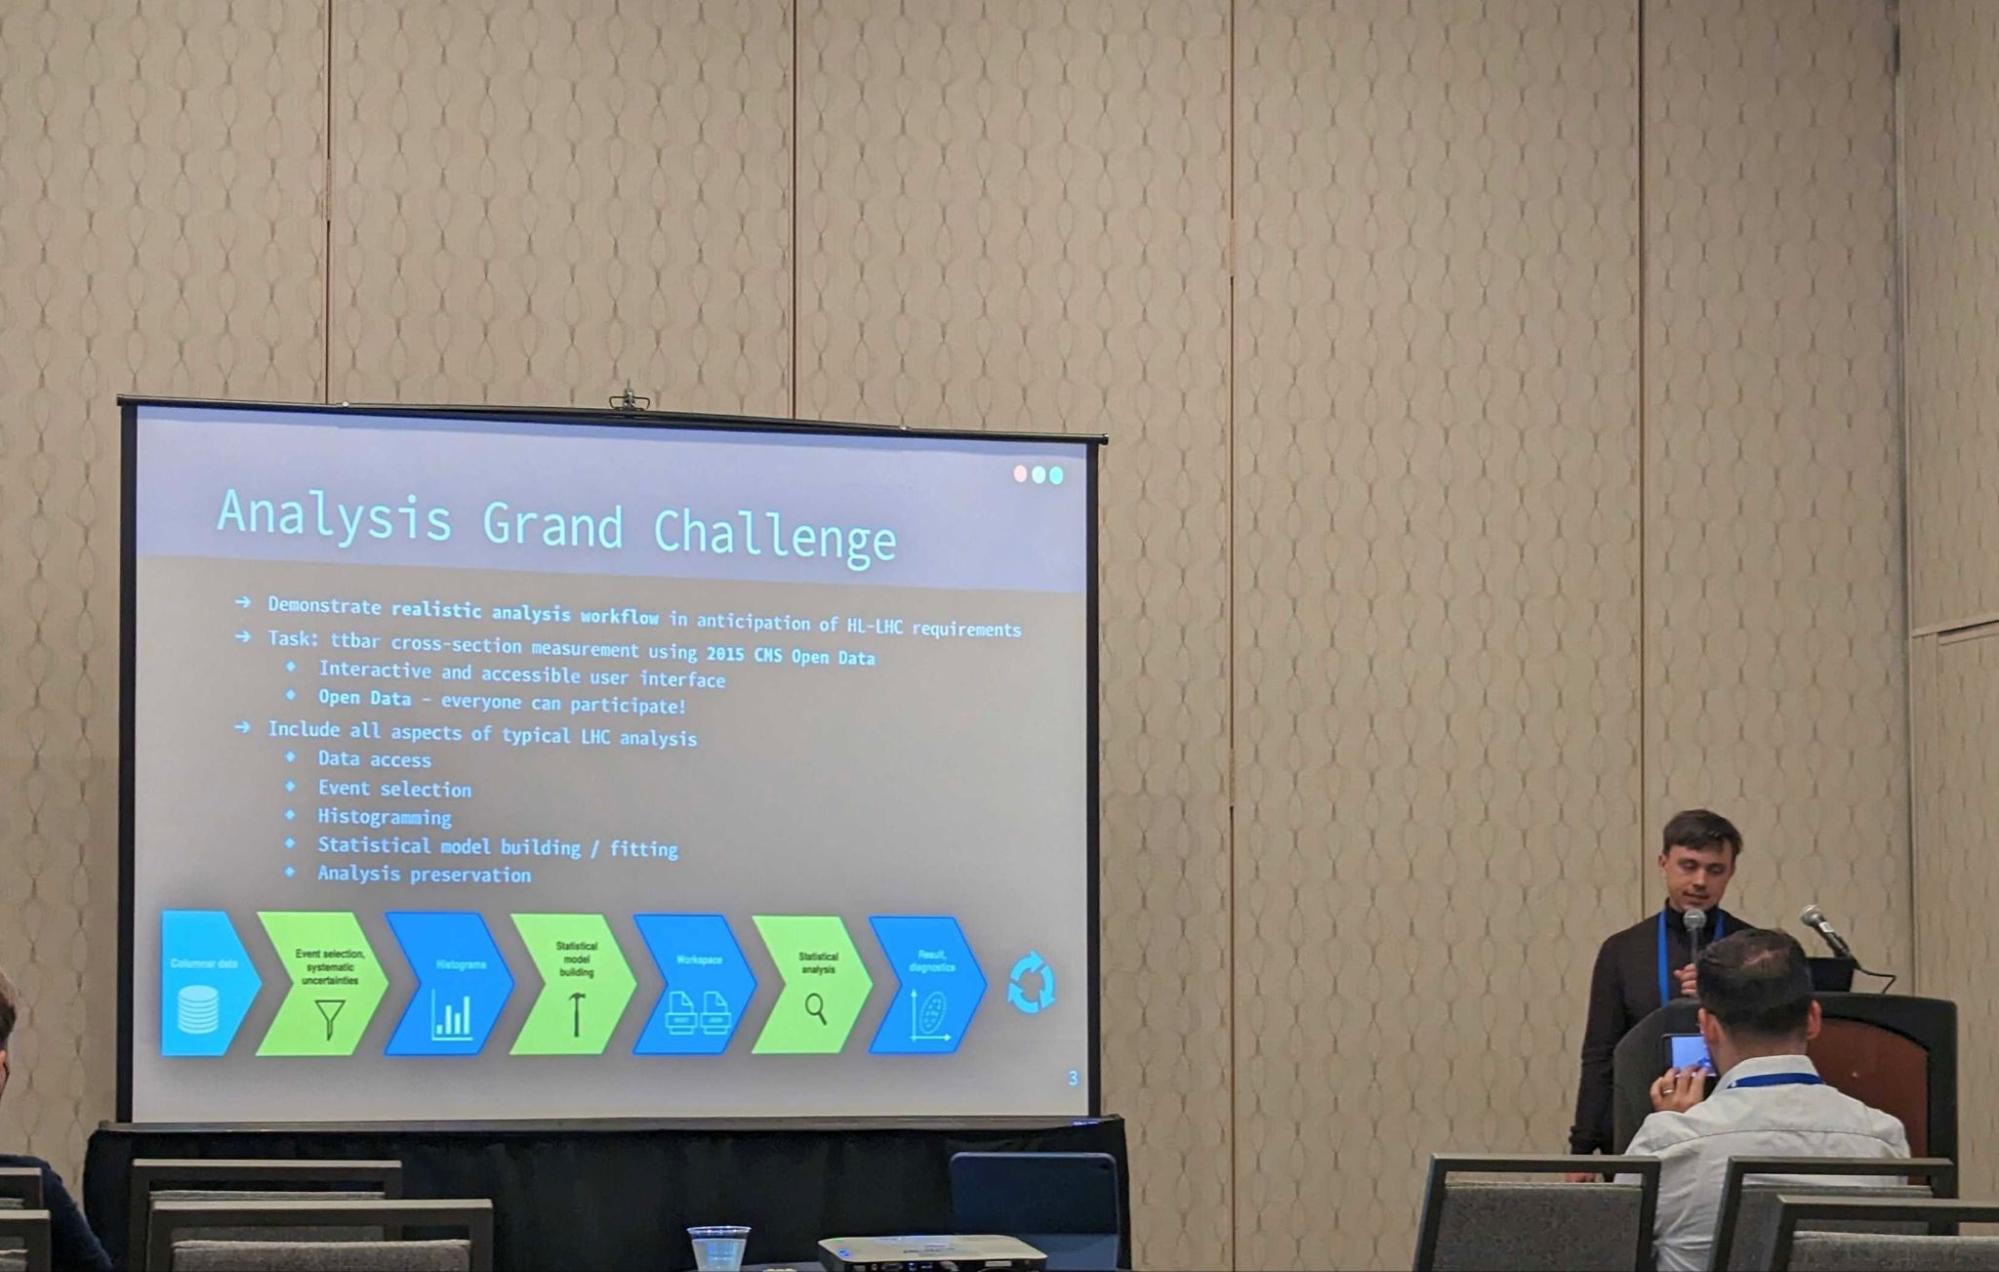 Analysis Grand Challenge
→ Demonstrate realistic analysis workflow in anticipation of HL-LHC requirements
→ Task: ttbar cross-section measurement using 2015 CMS Open Data
◆ Interactive and accessible user interface
◆ Open Data - everyone can participate!
→ Include all aspects of typical LHC analysis
◆ Data access
◆ Event selection
◆ Histogramming
◆ Statistical model building / fitting
◆ Analysis preservation
Columnar data
Event selection,
systematic
uncertainties
Histograms
Statistical
model
building
Workspace
Statistical
analysis
Result,
diagnostics
3